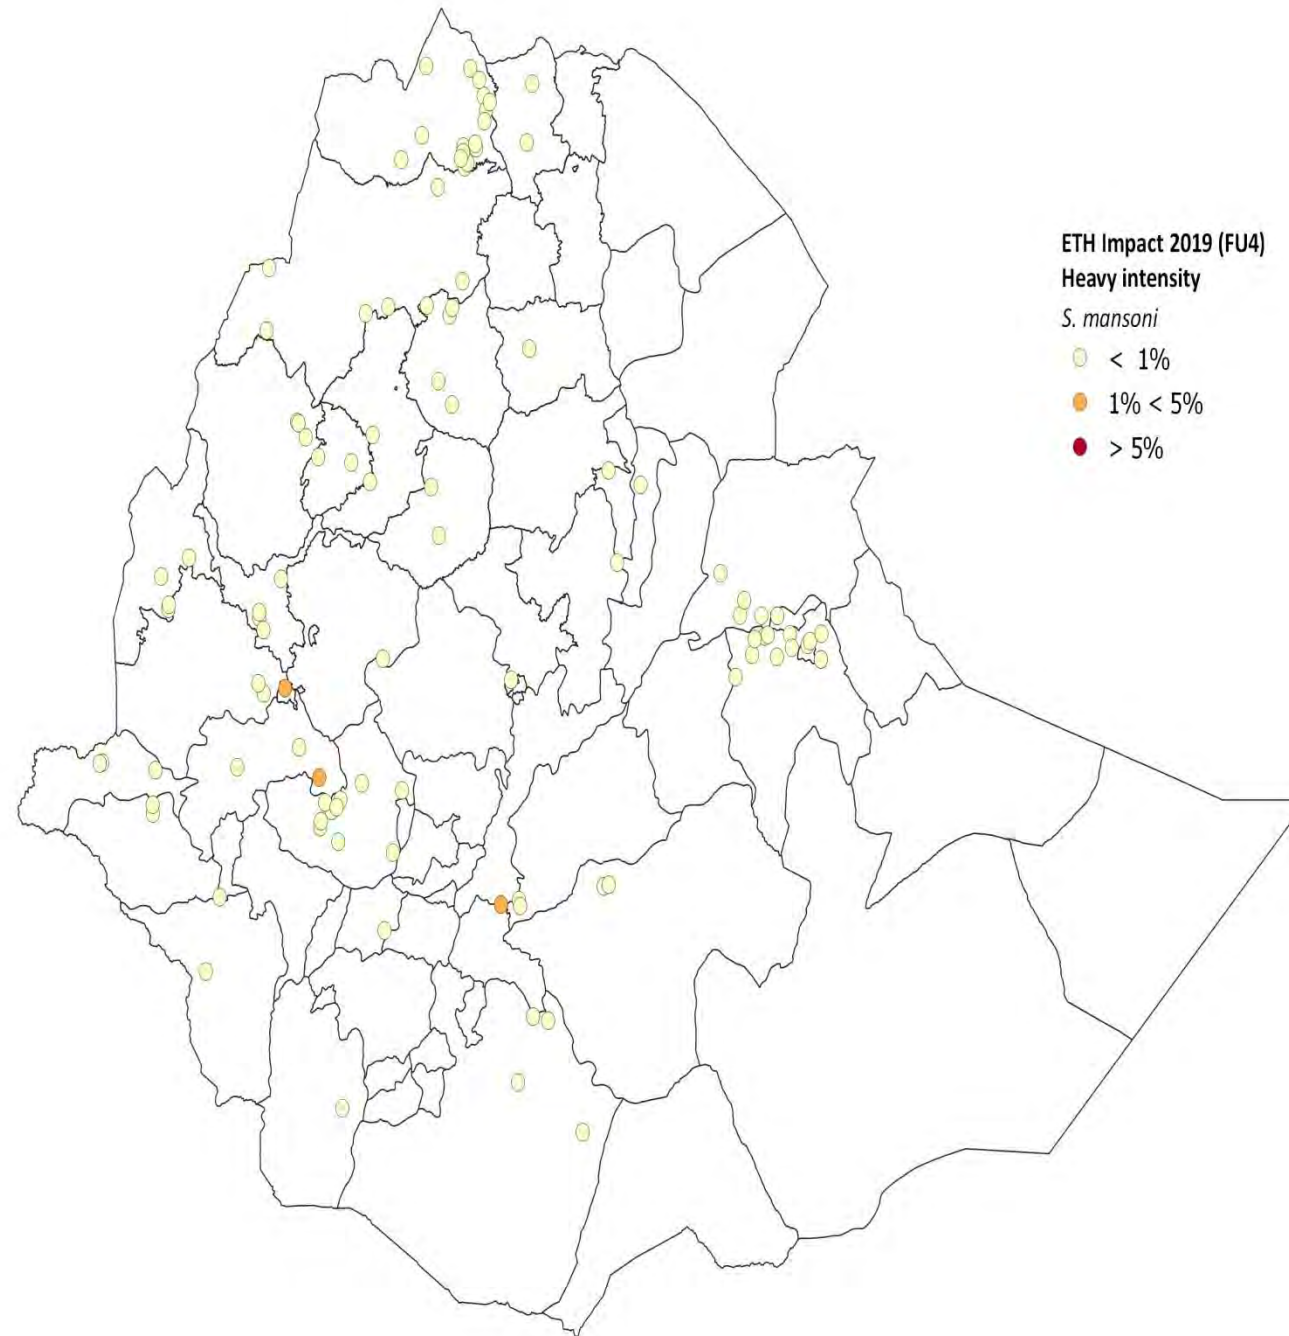 ETH Impact 2019 (FU4)
Heavy intensity
S. mansoni
< 1%
1% < 5%
> 5%